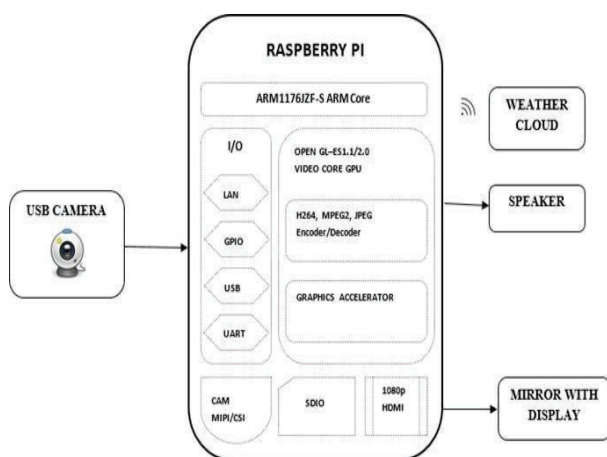 RASPBERRY PI
ARM1176JZF-S ARM Core
I/O
LAN
GPIO
USB
UART
OPEN GL-ES1.1/2.0
VIDEO CORE GPU
H264, MPEG2, JPEG
Encoder/Decoder
GRAPHICS ACCELERATOR
CAM
MIPI/CSI
SDIO
1080p
HDMI
USB CAMERA
WEATHER
CLOUD
SPEAKER
MIRROR WITH
DISPLAY